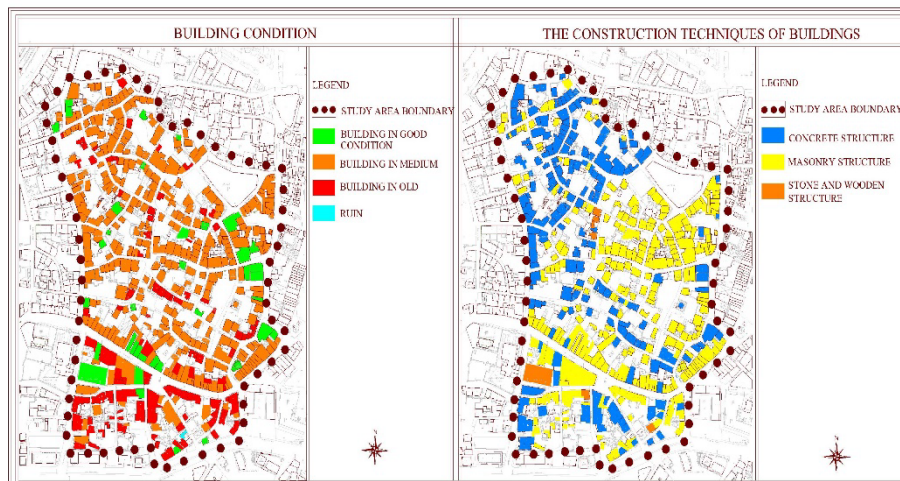 BUILDING CONDITION
LEGEND
STUDY AREA BOUNDARY
BUILDING IN GOOD
CONDITION
BUILDING IN MEDIUM
BUILDING IN OLD
RUIN
THE CONSTRUCTION TECHNIQUES OF BUILDINGS
LEGEND
STUDY AREA BOUNDARY
CONCRETE STRUCTURE
MASONRY STRUCTURE
STONE AND WOODEN
STRUCTURE